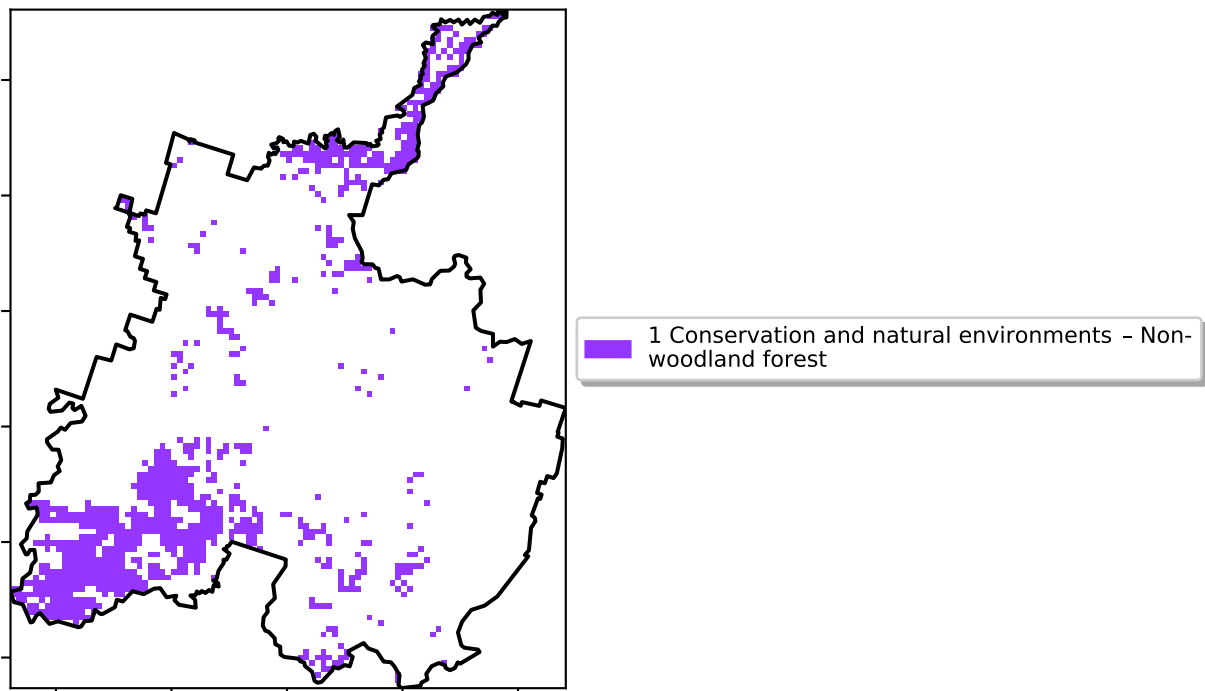 1 Conservation and natural environments – Non-
woodland forest